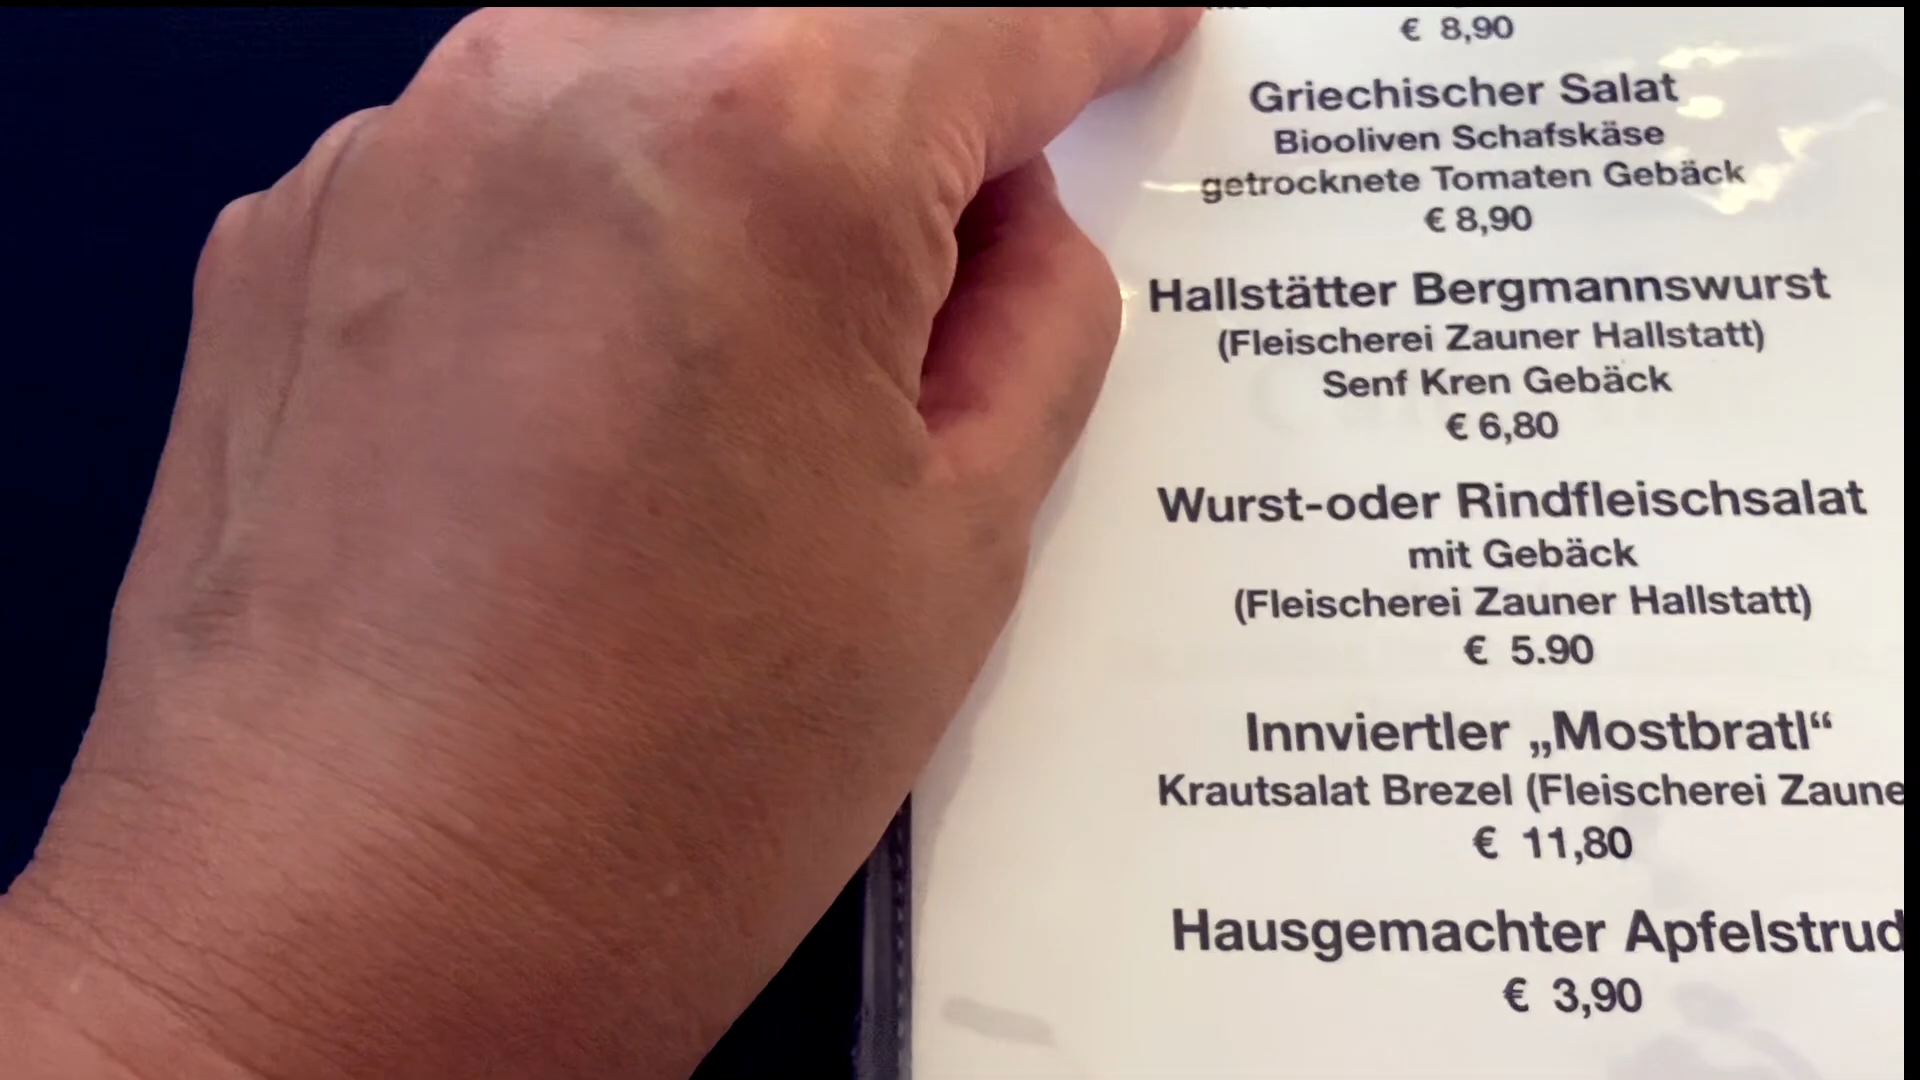 € 8,90
Griechischer Salat
Biooliven Schafskäse
getrocknete Tomaten Gebäck
€ 8,90
Hallstätter Bergmannswurst
(Fleischerei Zauner Hallstatt)
Senf Kren Gebäck
€ 6,80
Wurst-oder Rindfleischsalat
mit Gebäck
(Fleischerei Zauner Hallstatt)
€ 5.90
Innviertler „Mostbratl“
Krautsalat Brezel (Fleischerei Zaune
€ 11,80
Hausgemachter Apfelstrud
€ 3,90